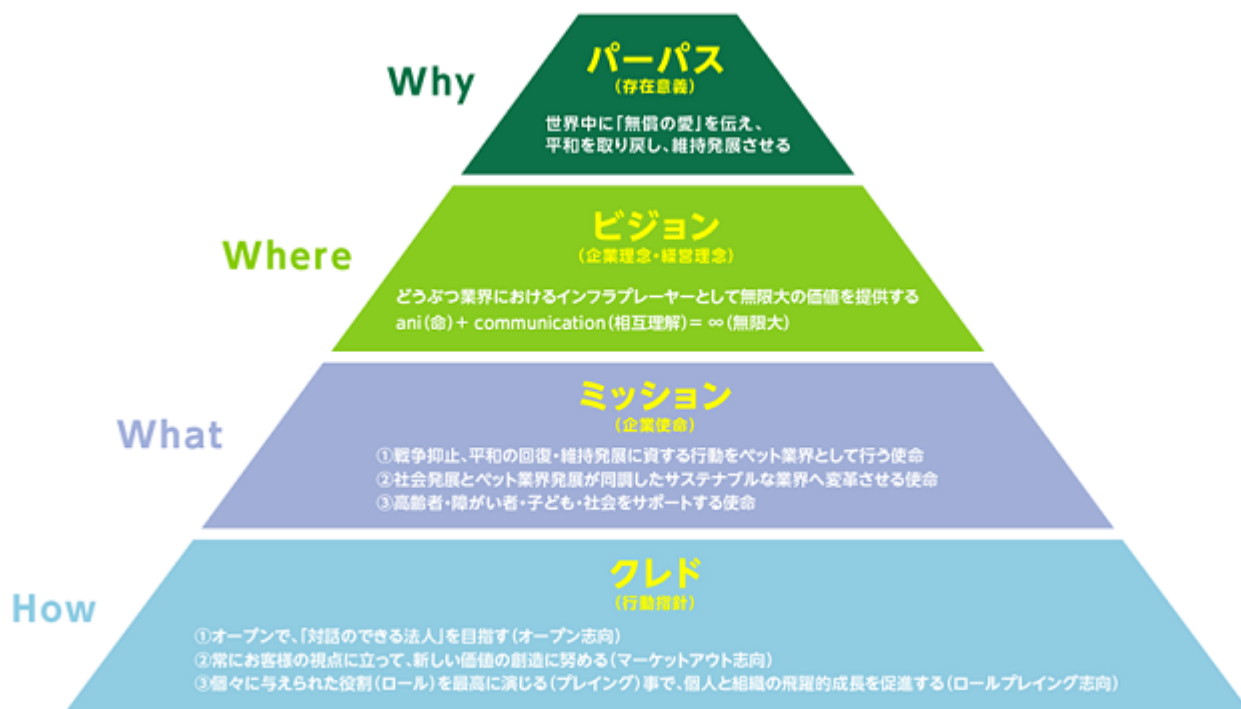 Why
パーパス
(存在意義)
世界中に「無償の愛」を伝え、
平和を取り戻し、維持発展させる
Where
ビジョン
(企業理念・経営理念)
どうぶつ業界におけるインフラプレーヤーとして無限大の価値を提供する
ani(命)+ communication(相互理解)= ∞(無限大)
What
ミッション
(企業使命)
①戦争抑止、平和の回復・維持発展に資する行動をペット業界として行う使命
②社会発展とペット業界発展が同調したサステナブルな業界へ変革させる使命
③高齢者・障がい者・子ども・社会をサポートする使命
How
クレド
(行動指針)
①オープンで、「対話のできる法人」を目指す(オープン志向)
②常にお客様の視点に立って、新しい価値の創造に努める(マーケットアウト志向)
③個々に与えられた役割(ロール)を最高に演じる(プレイング)事で、個人と組織の飛躍的成長を促進する(ロールプレイング志向)